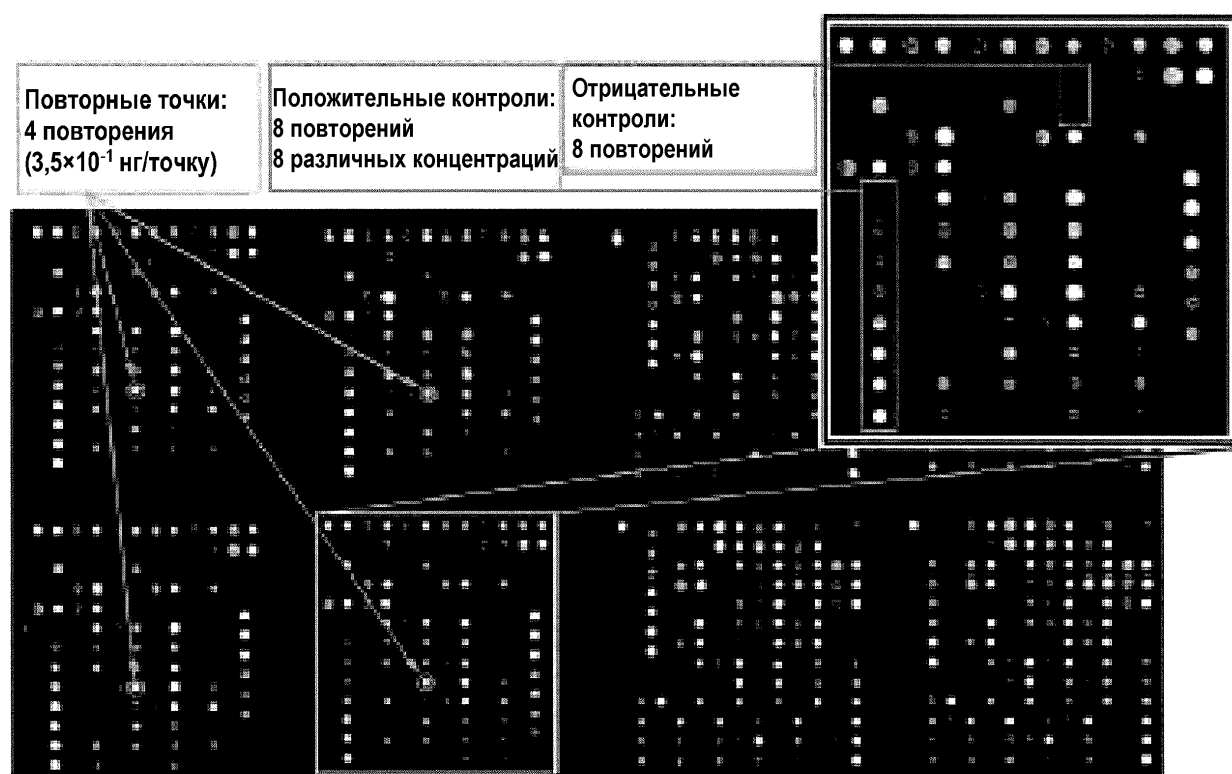 Повторные точки:
4 повторения
(3,5×10⁻¹ нг/точку)
Положительные контроли:
8 повторений
8 различных концентраций
Отрицательные
контроли:
8 повторений